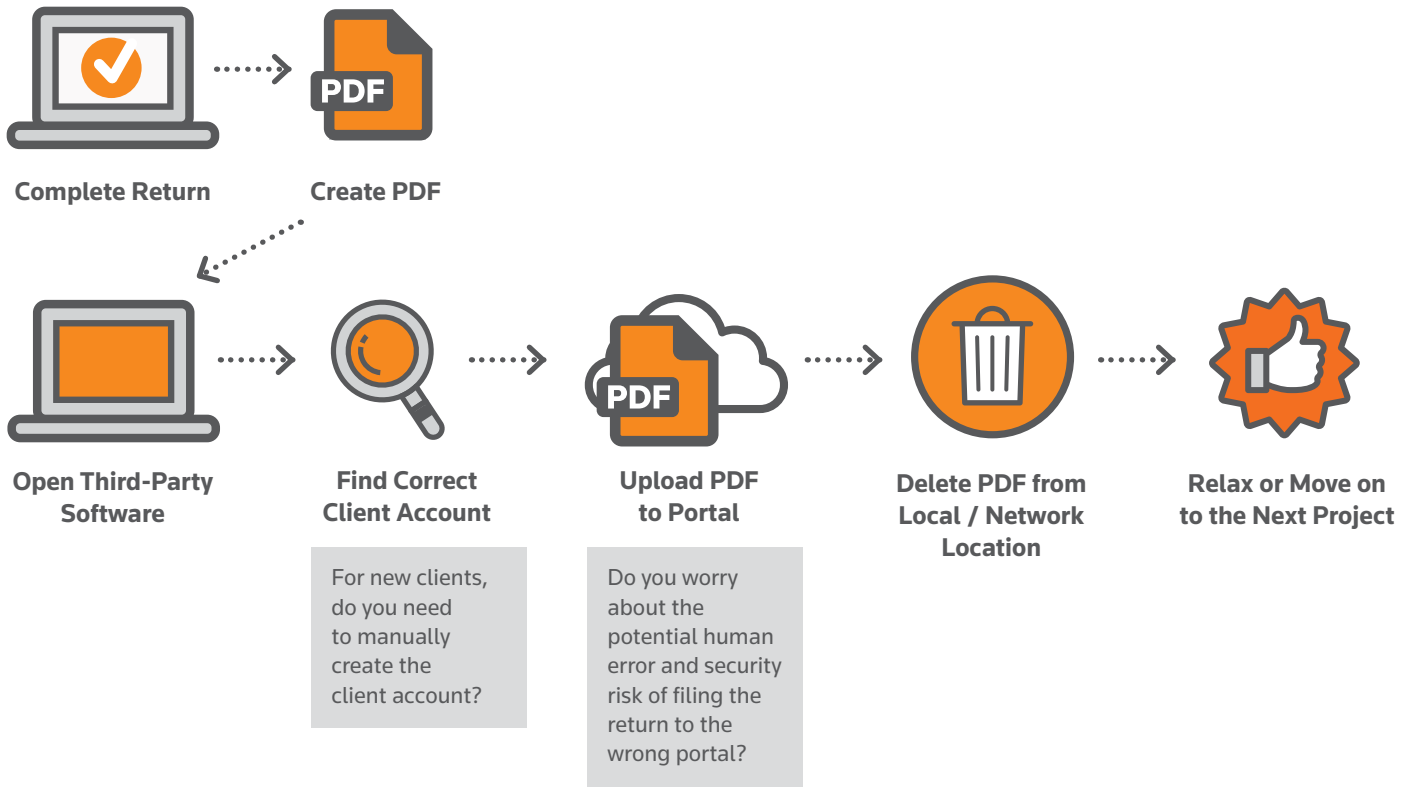 PDF
Complete Return
Create PDF
PDF
Open Third-Party
Software
Find Correct
Client Account
Upload PDF
to Portal
Delete PDF from
Local / Network
Location
Relax or Move on
to the Next Project
For new clients,
do you need
to manually
create the
client account?
Do you worry
about the
potential human
error and security
risk of filing the
return to the
wrong portal?